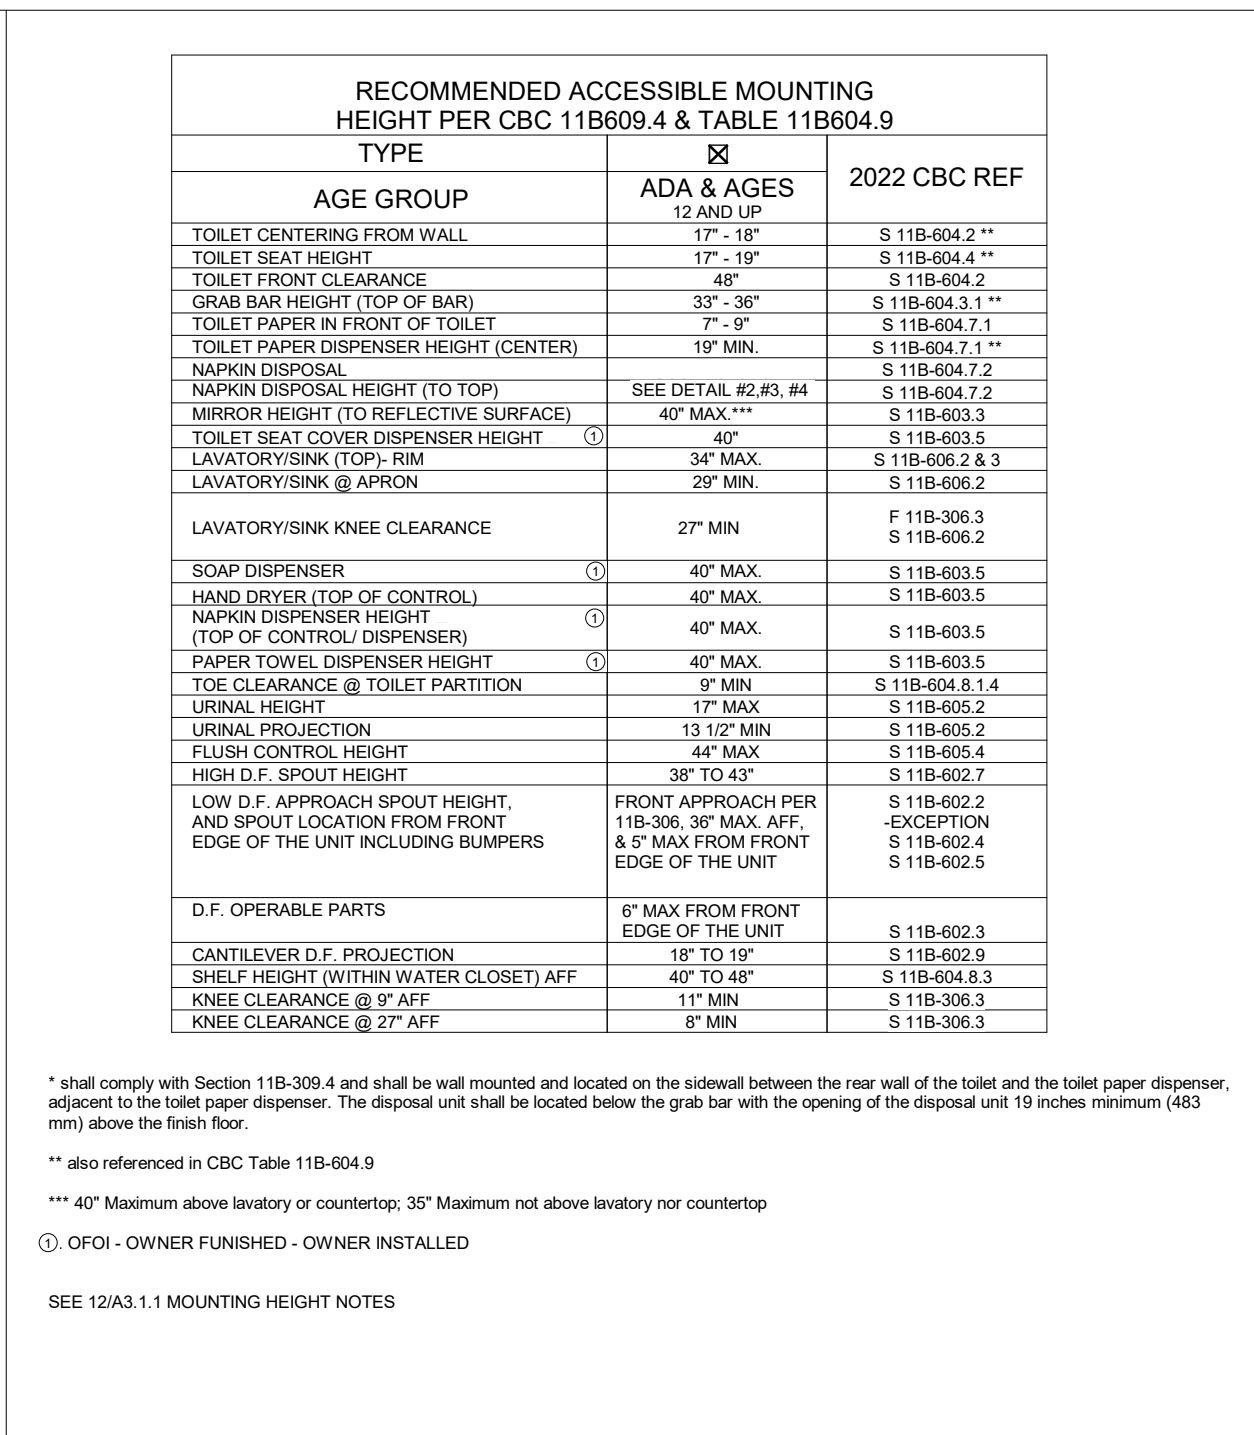 RECOMMENDED ACCESSIBLE MOUNTING
HEIGHT PER CBC 11B609.4 & TABLE 11B604.9
TYPE ☒ 2022 CBC REF
AGE GROUP ADA & AGES
12 AND UP
TOILET CENTERING FROM WALL 17" - 18" S 11B-604.2 **
TOILET SEAT HEIGHT 17" - 19" S 11B-604.4 **
TOILET FRONT CLEARANCE 48" S 11B-604.2
GRAB BAR HEIGHT (TOP OF BAR) 33" - 36" S 11B-604.3.1 **
TOILET PAPER IN FRONT OF TOILET 7" - 9" S 11B-604.7.1
TOILET PAPER DISPENSER HEIGHT (CENTER) 19" MIN. S 11B-604.7.1 **
NAPKIN DISPOSAL S 11B-604.7.2
NAPKIN DISPOSAL HEIGHT (TO TOP) SEE DETAIL #2,#3, #4 S 11B-604.7.2
MIRROR HEIGHT (TO REFLECTIVE SURFACE) 40" MAX.*** S 11B-603.3
TOILET SEAT COVER DISPENSER HEIGHT ① 40" S 11B-603.5
LAVATORY/SINK (TOP)- RIM 34" MAX. S 11B-606.2 & 3
LAVATORY/SINK @ APRON 29" MIN. S 11B-606.2
LAVATORY/SINK KNEE CLEARANCE 27" MIN F 11B-306.3
S 11B-606.2
SOAP DISPENSER ① 40" MAX. S 11B-603.5
HAND DRYER (TOP OF CONTROL) 40" MAX. S 11B-603.5
NAPKIN DISPENSER HEIGHT ①
(TOP OF CONTROL/ DISPENSER) 40" MAX. S 11B-603.5
PAPER TOWEL DISPENSER HEIGHT ① 40" MAX. S 11B-603.5
TOE CLEARANCE @ TOILET PARTITION 9" MIN S 11B-604.8.1.4
URINAL HEIGHT 17" MAX S 11B-605.2
URINAL PROJECTION 13 1/2" MIN S 11B-605.2
FLUSH CONTROL HEIGHT 44" MAX S 11B-605.4
HIGH D.F. SPOUT HEIGHT 38" TO 43" S 11B-602.7
LOW D.F. APPROACH SPOUT HEIGHT, FRONT APPROACH PER S 11B-602.2
AND SPOUT LOCATION FROM FRONT 11B-306, 36" MAX. AFF, -EXCEPTION
EDGE OF THE UNIT INCLUDING BUMPERS & 5" MAX FROM FRONT S 11B-602.4
EDGE OF THE UNIT S 11B-602.5
D.F. OPERABLE PARTS 6" MAX FROM FRONT
EDGE OF THE UNIT S 11B-602.3
CANTILEVER D.F. PROJECTION 18" TO 19" S 11B-602.9
SHELF HEIGHT (WITHIN WATER CLOSET) AFF 40" TO 48" S 11B-604.8.3
KNEE CLEARANCE @ 9" AFF 11" MIN S 11B-306.3
KNEE CLEARANCE @ 27" AFF 8" MIN S 11B-306.3
* shall comply with Section 11B-309.4 and shall be wall mounted and located on the sidewall between the rear wall of the toilet and the toilet paper dispenser,
adjacent to the toilet paper dispenser. The disposal unit shall be located below the grab bar with the opening of the disposal unit 19 inches minimum (483
mm) above the finish floor.
** also referenced in CBC Table 11B-604.9
*** 40" Maximum above lavatory or countertop; 35" Maximum not above lavatory nor countertop
①. OFOI - OWNER FUNISHED - OWNER INSTALLED
SEE 12/A3.1.1 MOUNTING HEIGHT NOTES